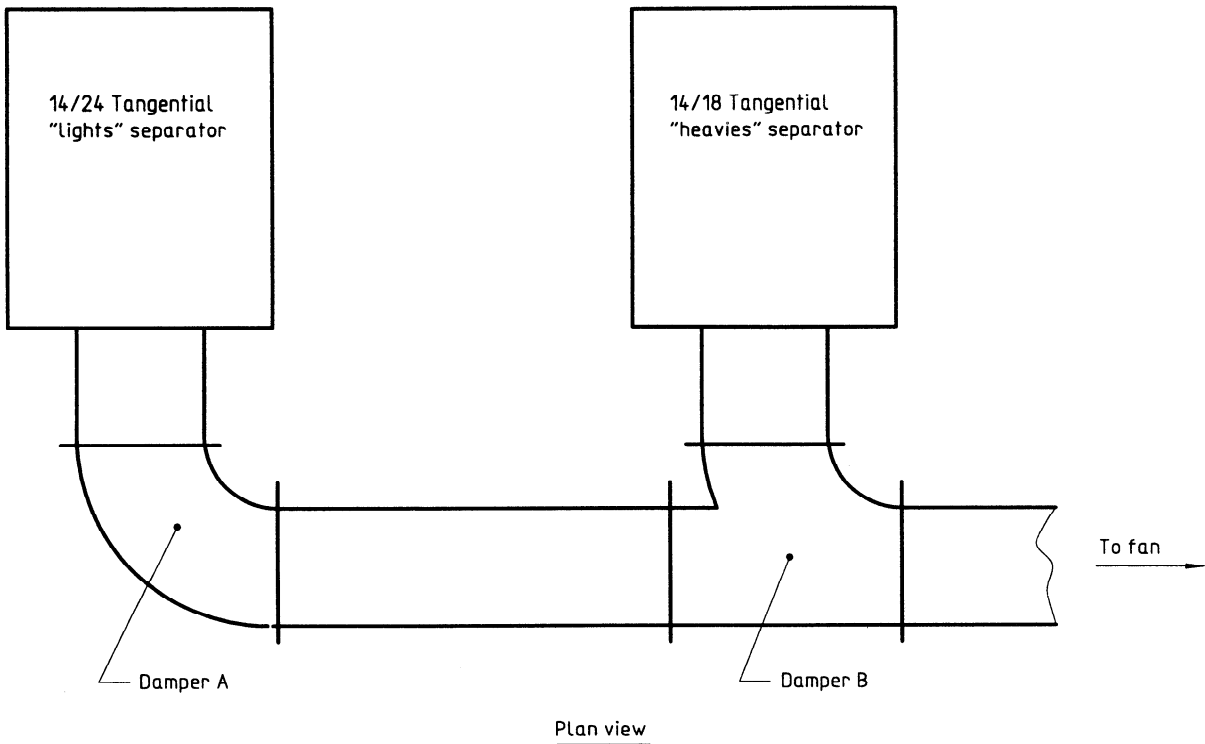 14/24 Tangential
"lights" separator
14/18 Tangential
"heavies" separator
To fan
Damper A
Damper B
Plan view